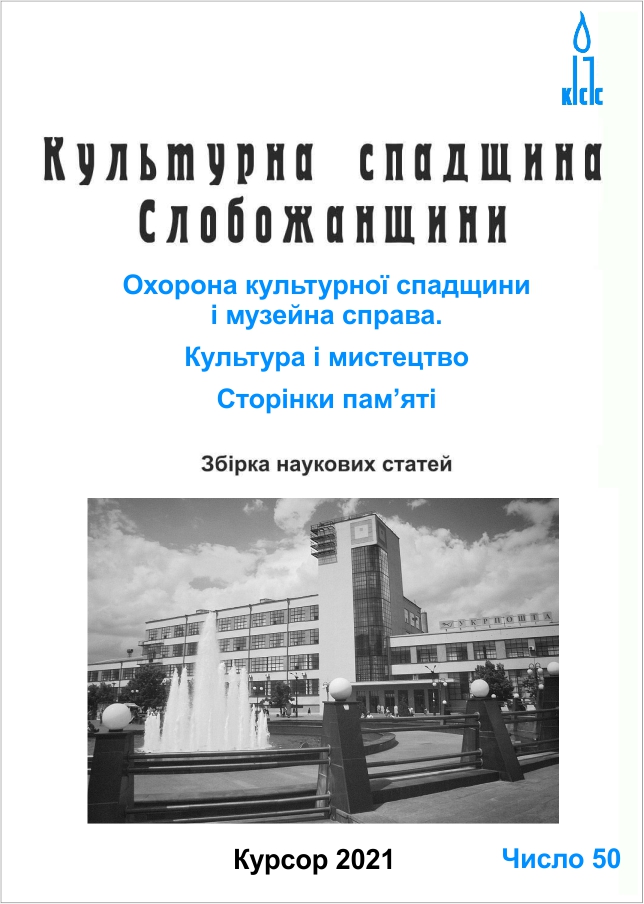 КСС
Культурна спадщина
Слобожанщини
Охорона культурної спадщини
і музейна справа.
Культура і мистецтво
Сторінки пам’яті
Збірка наукових статей
УКРПОШТА
Курсор 2021
Число 50